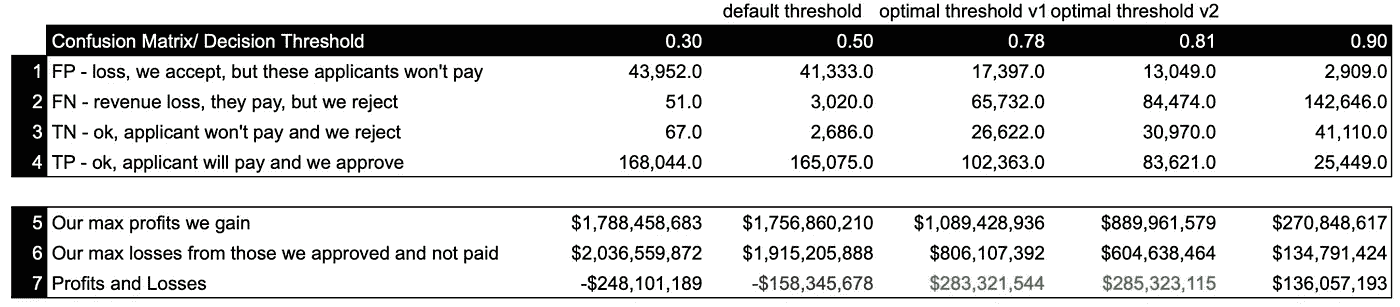 default threshold optimal threshold v1 optimal threshold v2
Confusion Matrix/ Decision Threshold 0.30 0.50 0.78 0.81 0.90
1 FP - loss, we accept, but these applicants won't pay 43,952.0 41,333.0 17,397.0 13,049.0 2,909.0
2 FN - revenue loss, they pay, but we reject 51.0 3,020.0 65,732.0 84,474.0 142,646.0
3 TN - ok, applicant won't pay and we reject 67.0 2,686.0 26,622.0 30,970.0 41,110.0
4 TP - ok, applicant will pay and we approve 168,044.0 165,075.0 102,363.0 83,621.0 25,449.0
5 Our max profits we gain $1,788,458,683 $1,756,860,210 $1,089,428,936 $889,961,579 $270,848,617
6 Our max losses from those we approved and not paid $2,036,559,872 $1,915,205,888 $806,107,392 $604,638,464 $134,791,424
7 Profits and Losses -$248,101,189 -$158,345,678 $283,321,544 $285,323,115 $136,057,193